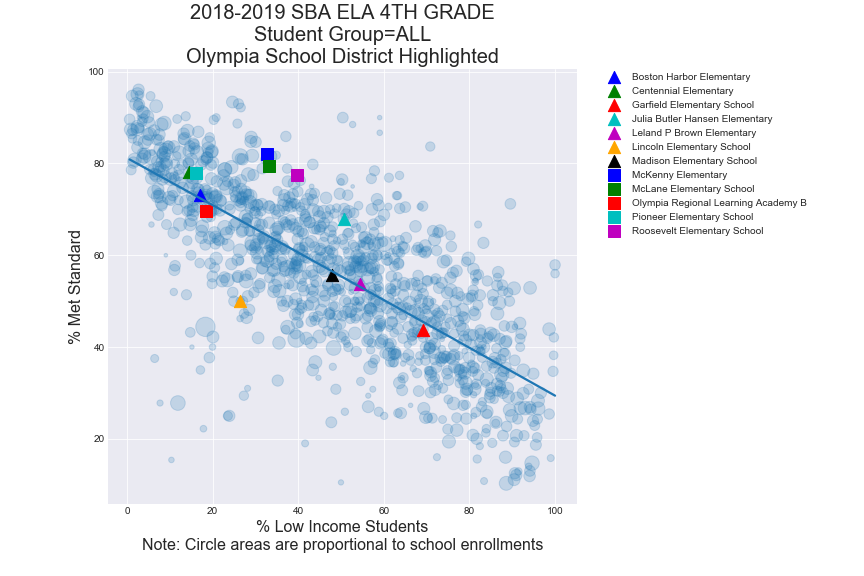 2018-2019 SBA ELA 4TH GRADE
Student Group=ALL
Olympia School District Highlighted
% Met Standard
100
80
60
40
20
0
20
40
60
80
100
% Low Income Students
Note: Circle areas are proportional to school enrollments
Boston Harbor Elementary
Centennial Elementary
Garfield Elementary School
Julia Butler Hansen Elementary
Leland P Brown Elementary
Lincoln Elementary School
Madison Elementary School
McKenny Elementary
McLane Elementary School
Olympia Regional Learning Academy B
Pioneer Elementary School
Roosevelt Elementary School